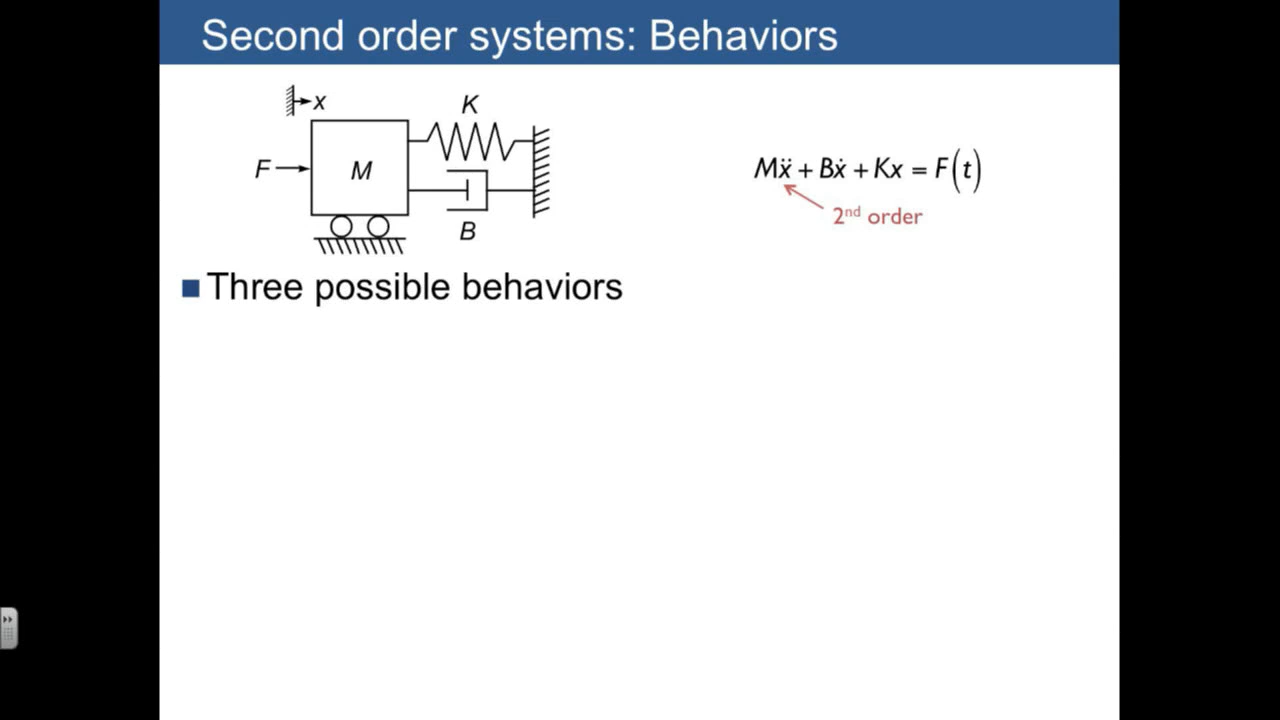 Second order systems: Behaviors
x
K
F
M
B
Mẍ + Bẋ + Kx = F(t)
2nd order
Three possible behaviors